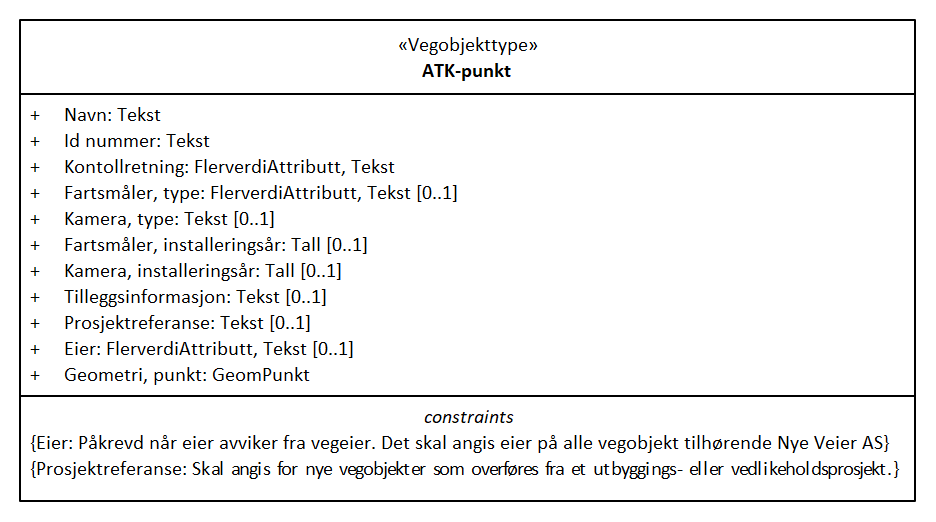 «Vegobjekttype»
ATK-punkt
+ Navn: Tekst
+ Id nummer: Tekst
+ Kontollretning: FlerverdiAttributt, Tekst
+ Fartsmåler, type: FlerverdiAttributt, Tekst [0..1]
+ Kamera, type: Tekst [0..1]
+ Fartsmåler, installeringsår: Tall [0..1]
+ Kamera, installeringsår: Tall [0..1]
+ Tilleggsinformasjon: Tekst [0..1]
+ Prosjektreferanse: Tekst [0..1]
+ Eier: FlerverdiAttributt, Tekst [0..1]
+ Geometri, punkt: GeomPunkt
constraints
{Eier: Påkrevd når eier avviker fra vegeier. Det skal angis eier på alle vegobjekt tilhørende Nye Veier AS}
{Prosjektreferanse: Skal angis for nye vegobjekter som overføres fra et utbyggings- eller vedlikeholdsprosjekt.}